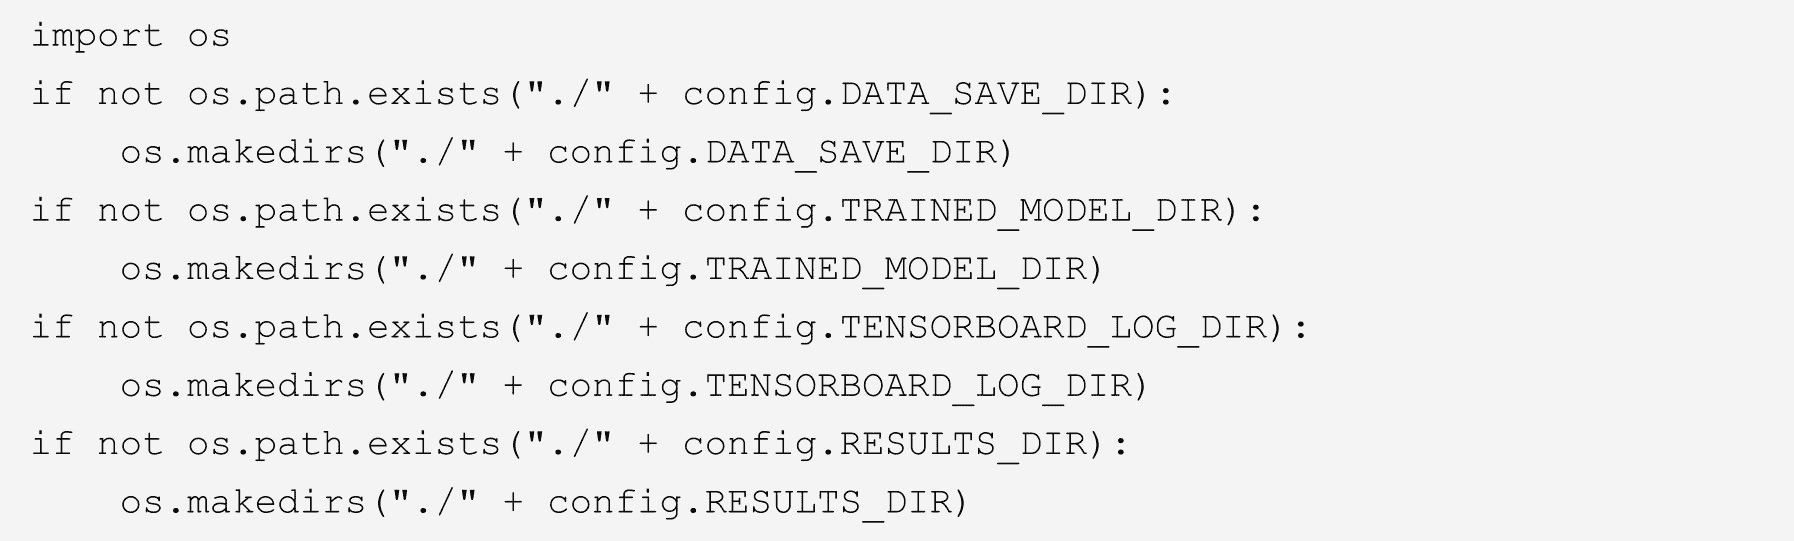 import os
if not os.path.exists("./" + config.DATA_SAVE_DIR):
    os.makedirs("./" + config.DATA_SAVE_DIR)
if not os.path.exists("./" + config.TRAINED_MODEL_DIR):
    os.makedirs("./" + config.TRAINED_MODEL_DIR)
if not os.path.exists("./" + config.TENSORBOARD_LOG_DIR):
    os.makedirs("./" + config.TENSORBOARD_LOG_DIR)
if not os.path.exists("./" + config.RESULTS_DIR):
    os.makedirs("./" + config.RESULTS_DIR)